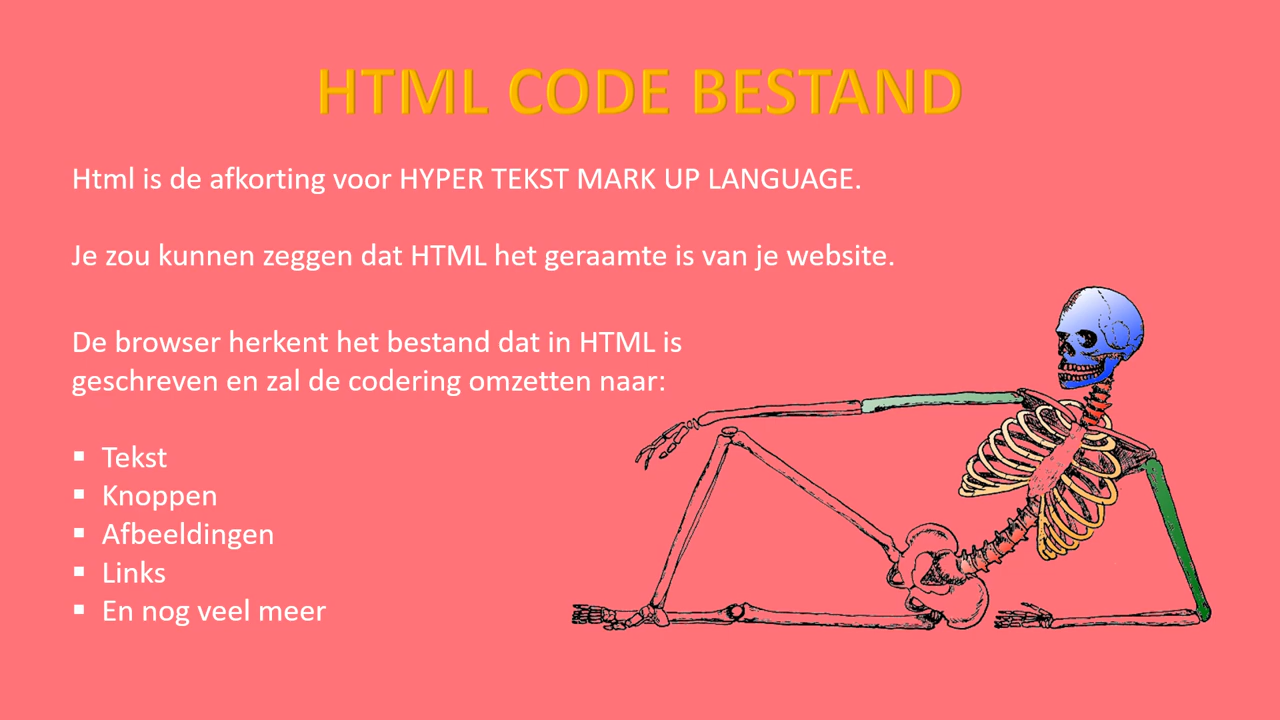 HTML CODE BESTAND
Html is de afkorting voor HYPER TEKST MARK UP LANGUAGE.
Je zou kunnen zeggen dat HTML het geraamte is van je website.
De browser herkent het bestand dat in HTML is
geschreven en zal de codering omzetten naar:
▪ Tekst
▪ Knoppen
▪ Afbeeldingen
▪ Links
▪ En nog veel meer